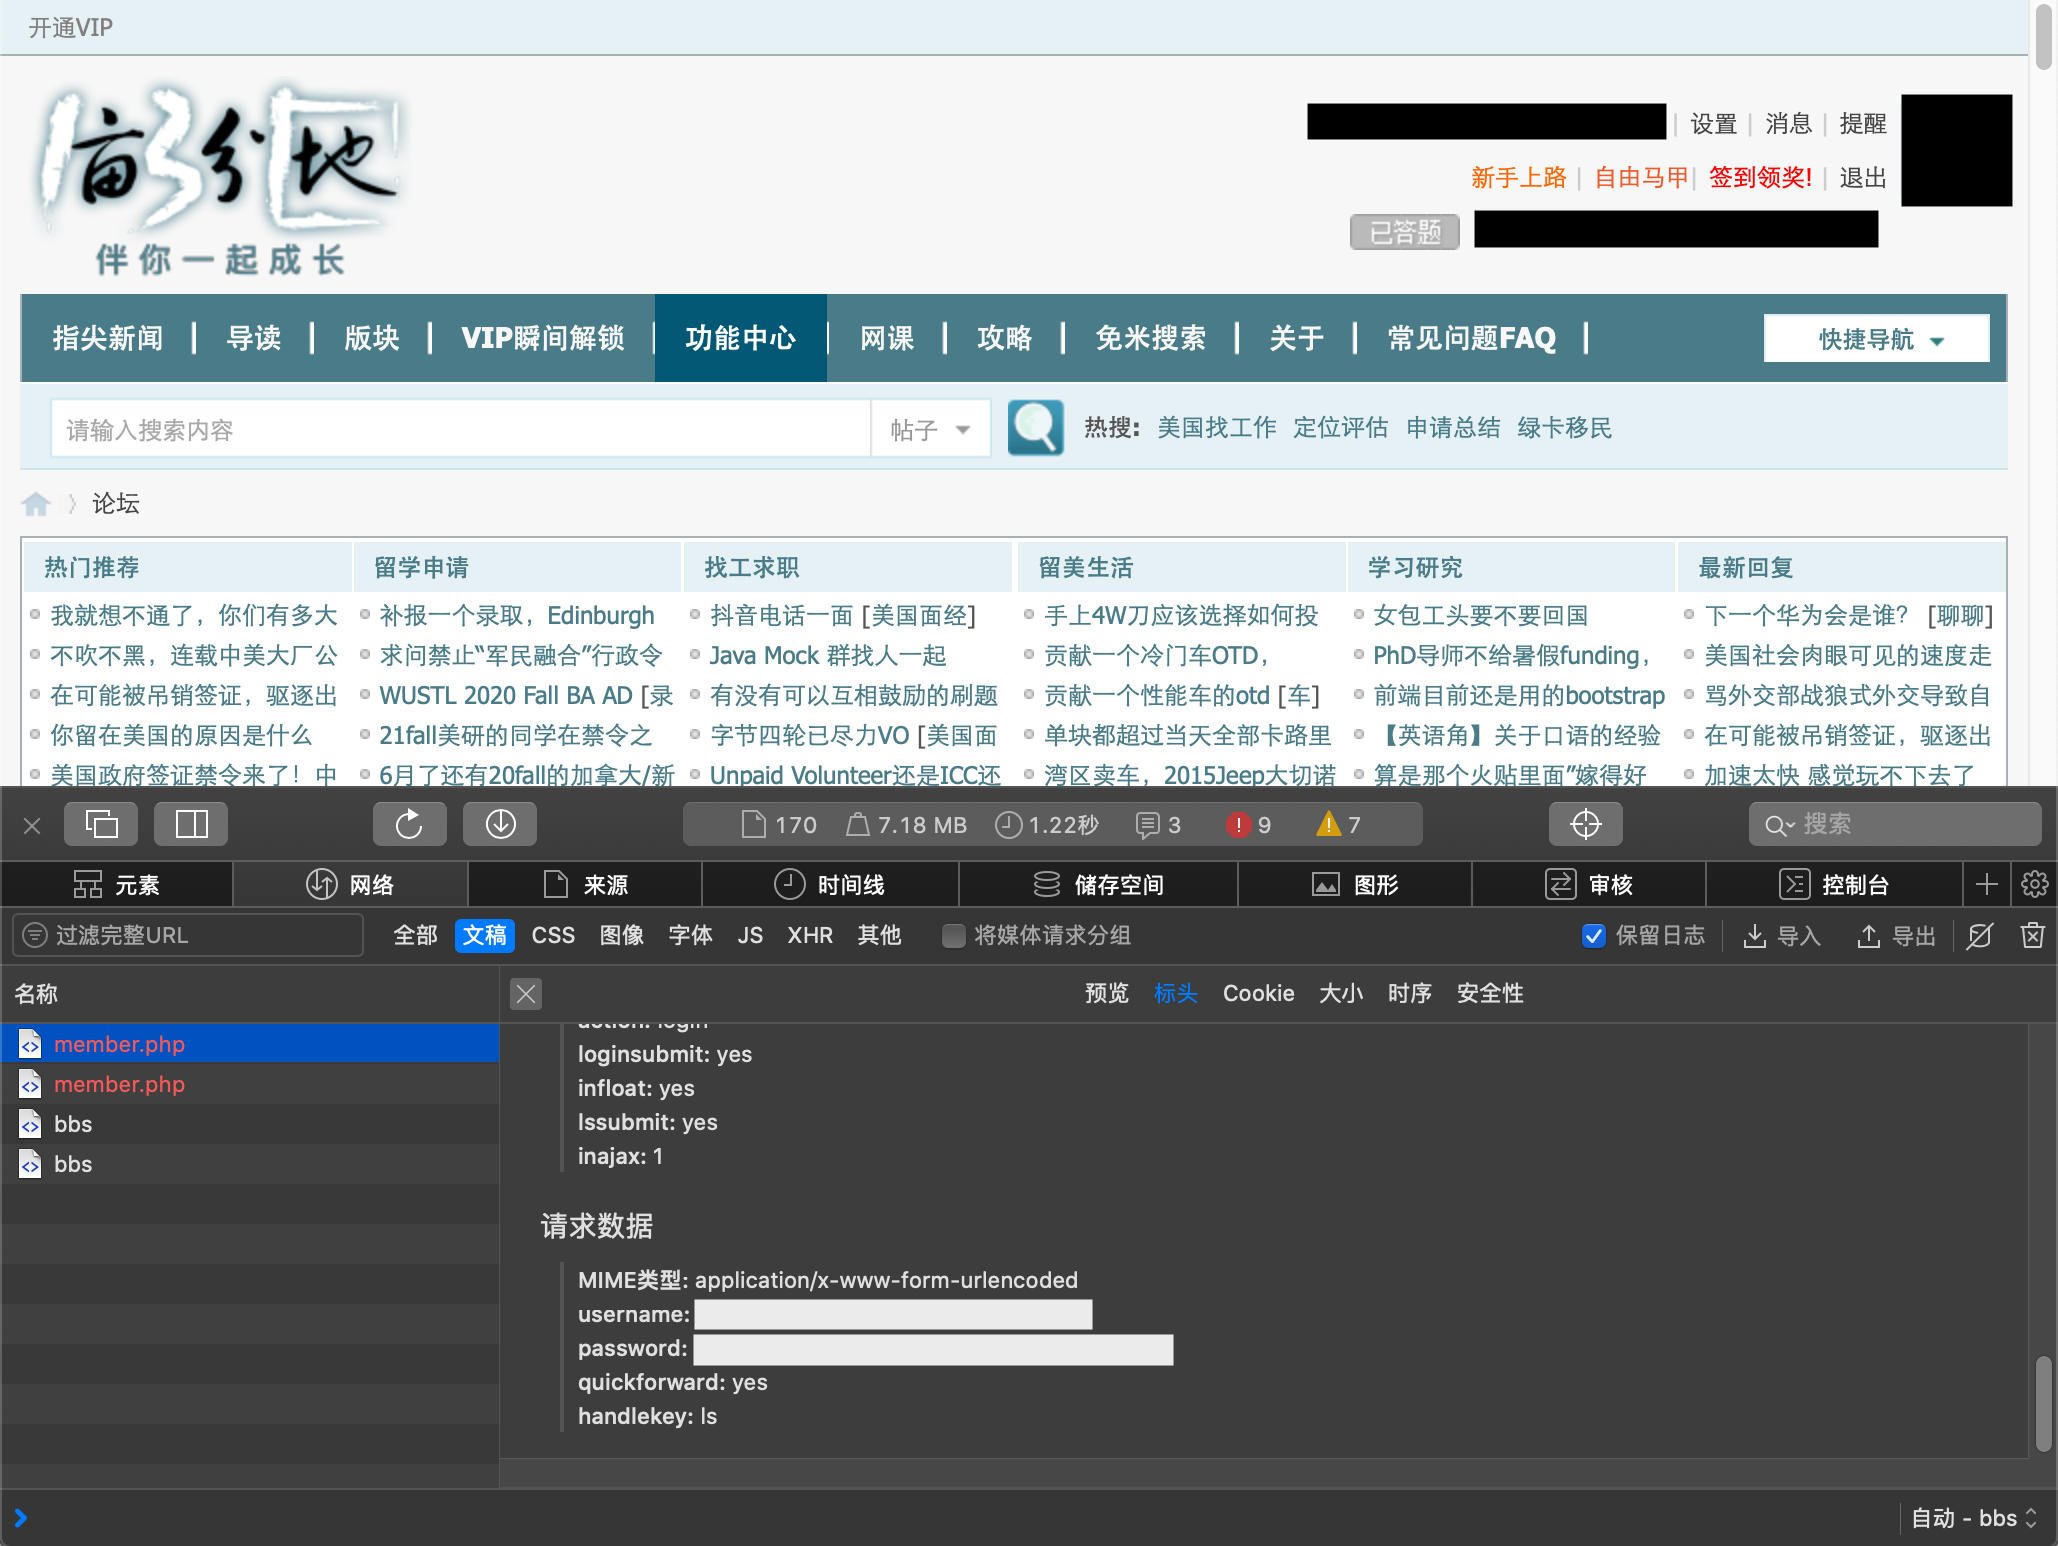 开通VIP
一亩3分地
伴你一起成长
设置 | 消息 | 提醒
新手上路 | 自由马甲 | 签到领奖! | 退出
已答题
指尖新闻 | 导读 | 版块 | VIP瞬间解锁 | 功能中心 | 网课 | 攻略 | 免米搜索 | 关于 | 常见问题FAQ |
快捷导航
请输入搜索内容 帖子 热搜: 美国找工作 定位评估 申请总结 绿卡移民
论坛
热门推荐
我就想不通了，你们有多大
不吹不黑，连载中美大厂公
在可能被吊销签证，驱逐出
你留在美国的原因是什么
美国政府签证禁令来了！中
留学申请
补报一个录取，Edinburgh
求问禁止“军民融合”行政令
WUSTL 2020 Fall BA AD [录
21fall美研的同学在禁令之
6月了还有20fall的加拿大/新
找工求职
抖音电话一面 [美国面经]
Java Mock 群找人一起
有没有可以互相鼓励的刷题
字节四轮已尽力VO [美国面
Unpaid Volunteer还是ICC还
留美生活
手上4W刀应该选择如何投
贡献一个冷门车OTD，
贡献一个性能车的otd [车]
单块都超过当天全部卡路里
湾区卖车，2015Jeep大切诺
学习研究
女包工头要不要回国
PhD导师不给暑假funding，
前端目前还是用的bootstrap
【英语角】关于口语的经验
算是那个火贴里面”嫁得好
最新回复
下一个华为会是谁？ [聊聊]
美国社会肉眼可见的速度走
骂外交部战狼式外交导致自
在可能被吊销签证，驱逐出
加速太快 感觉玩不下去了
170 7.18 MB 1.22秒 3 9 7
搜索
元素 网络 来源 时间线 储存空间 图形 审核 控制台
过滤完整URL 全部 文稿 CSS 图像 字体 JS XHR 其他 将媒体请求分组 保留日志 导入 导出
名称
预览 标头 Cookie 大小 时序 安全性
member.php
member.php
bbs
bbs
action: login
loginsubmit: yes
infloat: yes
lssubmit: yes
inajax: 1
请求数据
MIME类型: application/x-www-form-urlencoded
username:
password:
quickforward: yes
handlekey: ls
自动 - bbs